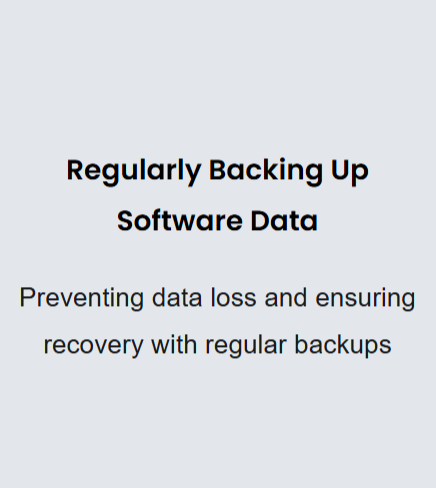 Regularly Backing Up
Software Data
Preventing data loss and ensuring
recovery with regular backups